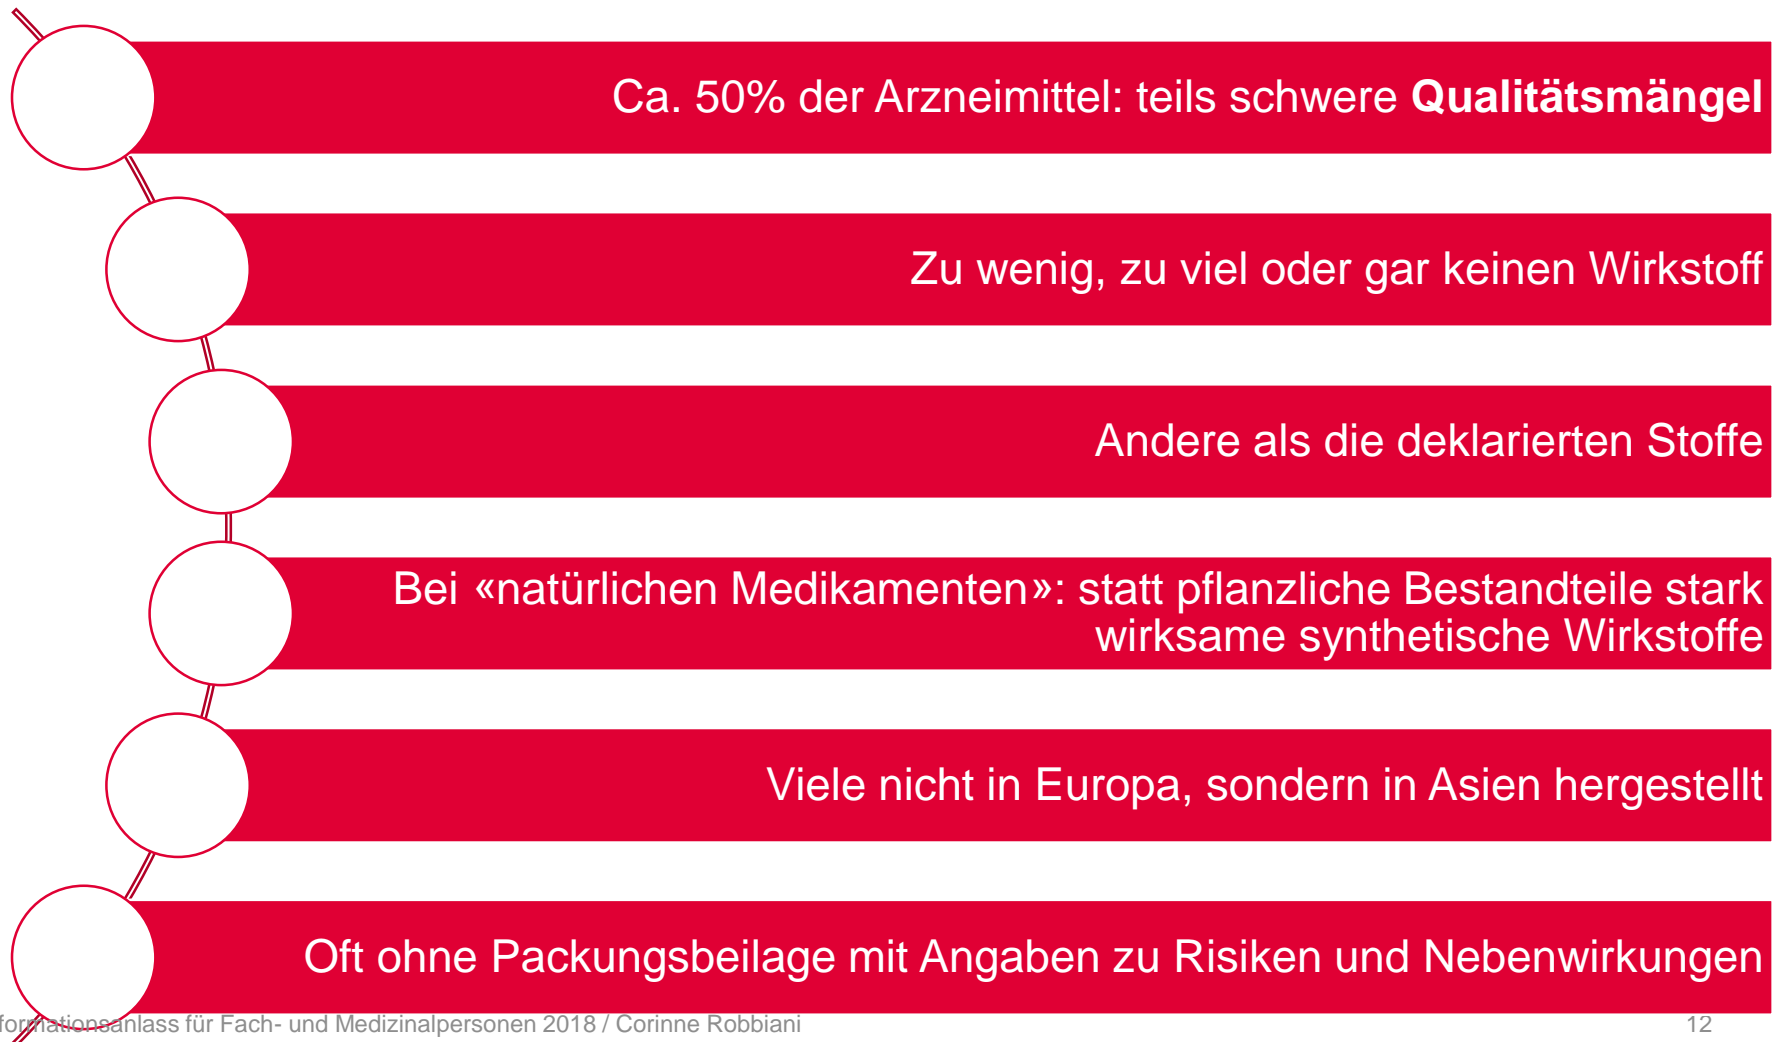 Ca. 50% der Arzneimittel: teils schwere Qualitätsmängel
Zu wenig, zu viel oder gar keinen Wirkstoff
Andere als die deklarierten Stoffe
Bei «natürlichen Medikamenten»: statt pflanzliche Bestandteile stark
wirksame synthetische Wirkstoffe
Viele nicht in Europa, sondern in Asien hergestellt
Oft ohne Packungsbeilage mit Angaben zu Risiken und Nebenwirkungen
formationsanlass für Fach- und Medizinalpersonen 2018 / Corinne Robbiani 12